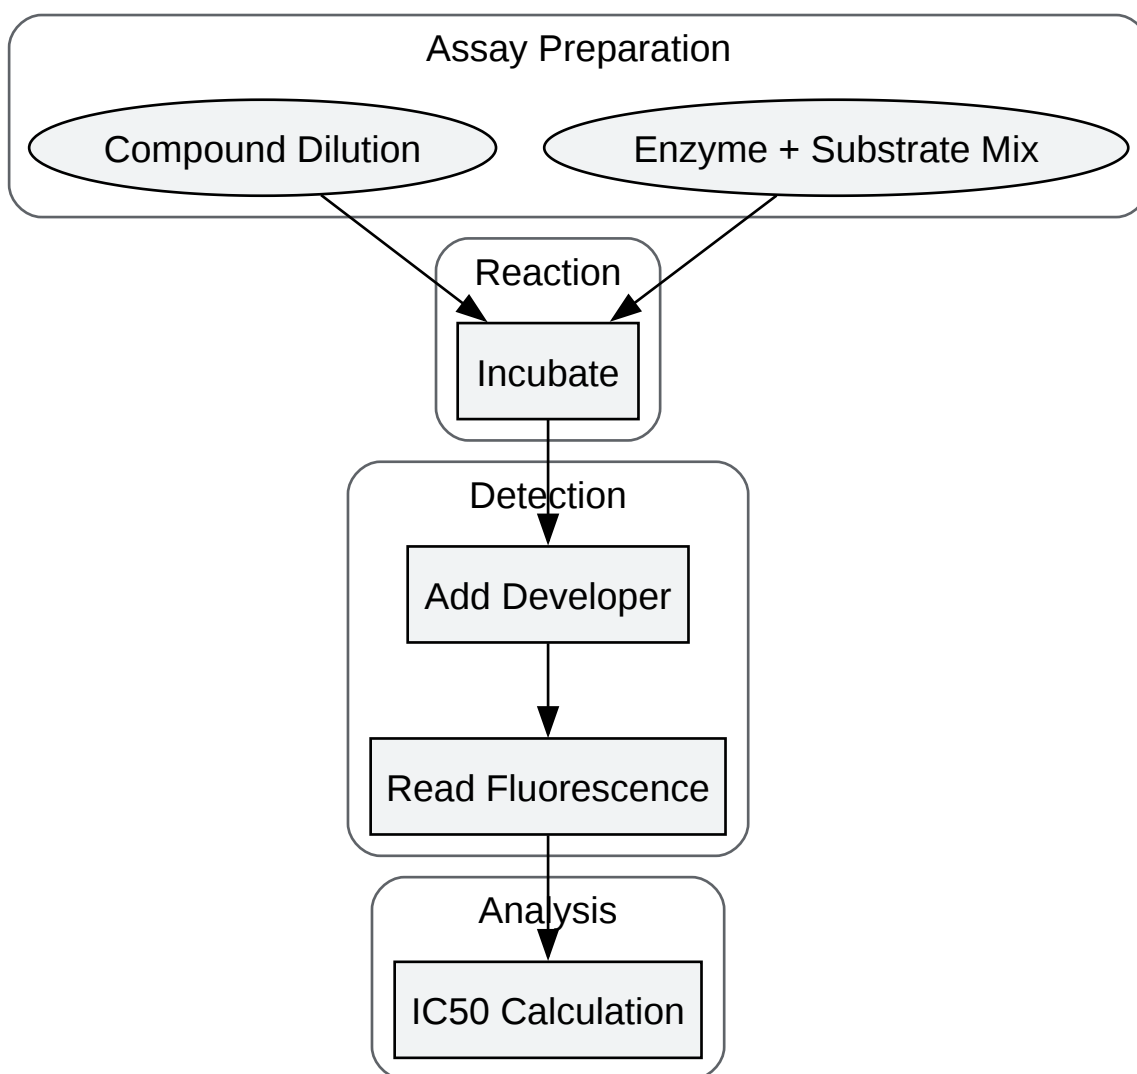 Assay Preparation
Compound Dilution
Enzyme + Substrate Mix
Reaction
Incubate
Detection
Add Developer
Read Fluorescence
Analysis
IC50 Calculation